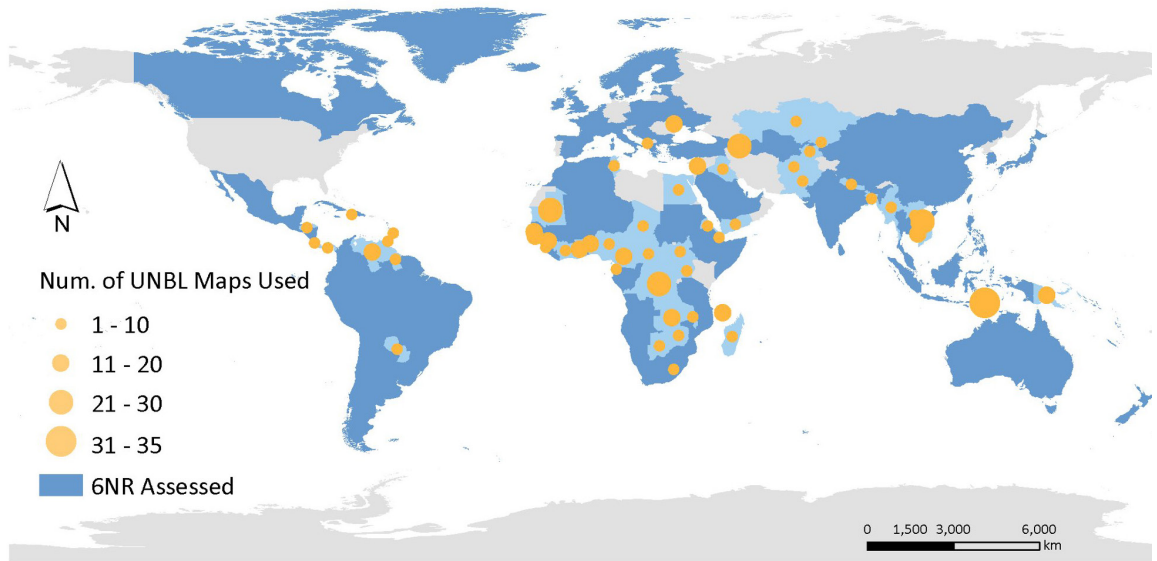 N
Num. of UNBL Maps Used
1 - 10
11 - 20
21 - 30
31 - 35
6NR Assessed
0 1,500 3,000 6,000
km